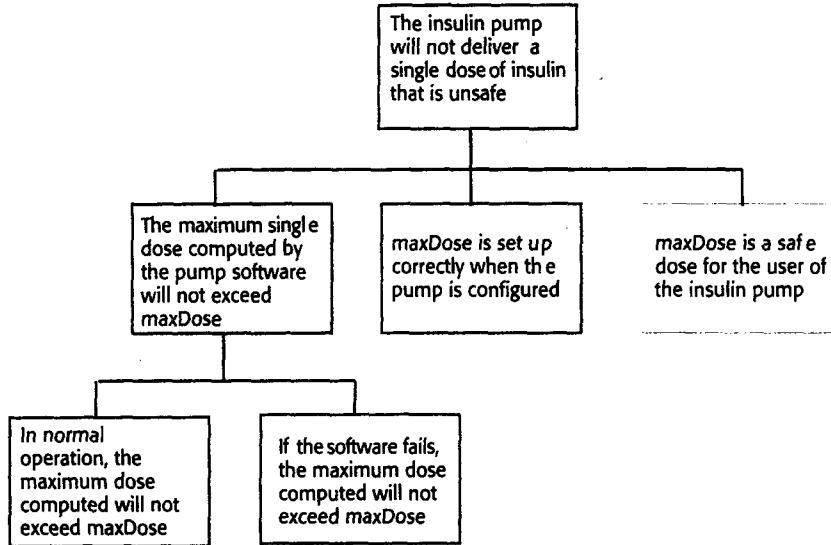 The insulin pump
will not deliver a
single dose of insulin
that is unsafe
The maximum single
dose computed by
the pump software
will not exceed
maxDose
maxDose is set up
correctly when the
pump is configured
maxDose is a safe
dose for the user of
the insulin pump
In normal
operation, the
maximum dose
computed will not
exceed maxDose
If the software fails,
the maximum dose
computed will not
exceed maxDose